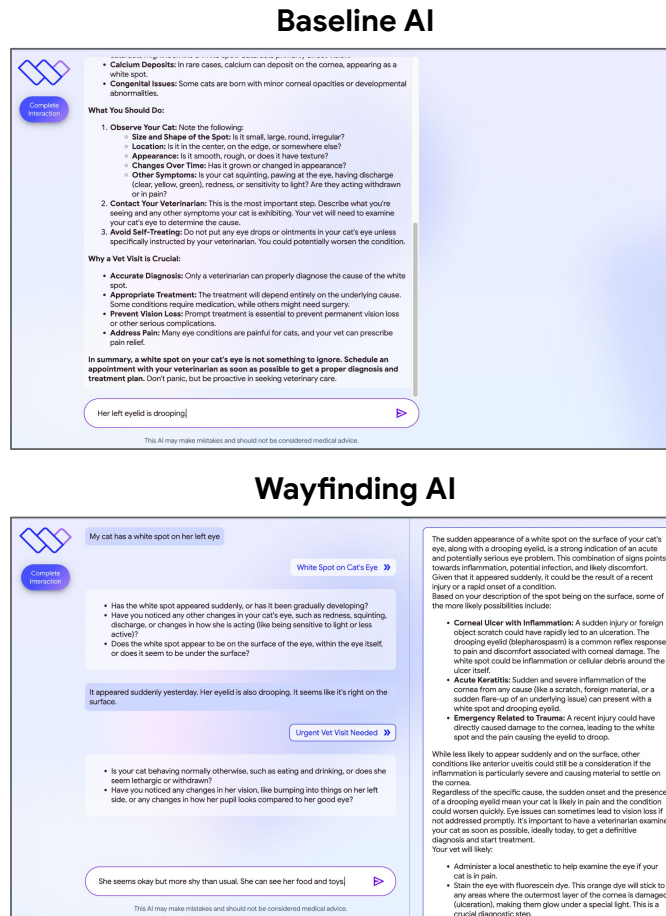 Baseline AI
Complete
Interaction
• Calcium Deposits: In rare cases, calcium can deposit on the cornea, appearing as a
white spot.
• Congenital Issues: Some cats are born with minor corneal opacities or developmental
abnormalities.
What You Should Do:
1. Observe Your Cat: Note the following:
◦ Size and Shape of the Spot: Is it small, large, round, irregular?
◦ Location: Is it in the center, on the edge, or somewhere else?
◦ Appearance: Is it smooth, rough, or does it have texture?
◦ Changes Over Time: Has it grown or changed in appearance?
◦ Other Symptoms: Is your cat squinting, pawing at the eye, having discharge
(clear, yellow, green), redness, or sensitivity to light? Are they acting withdrawn
or in pain?
2. Contact Your Veterinarian: This is the most important step. Describe what you're
seeing and any other symptoms your cat is exhibiting. Your vet will need to examine
your cat's eye to determine the cause.
3. Avoid Self-Treating: Do not put any eye drops or ointments in your cat's eye unless
specifically instructed by your veterinarian. You could potentially worsen the condition.
Why a Vet Visit is Crucial:
• Accurate Diagnosis: Only a veterinarian can properly diagnose the cause of the white
spot.
• Appropriate Treatment: The treatment will depend entirely on the underlying cause.
Some conditions require medication, while others might need surgery.
• Prevent Vision Loss: Prompt treatment is essential to prevent permanent vision loss
or other serious complications.
• Address Pain: Many eye conditions are painful for cats, and your vet can prescribe
pain relief.
In summary, a white spot on your cat's eye is not something to ignore. Schedule an
appointment with your veterinarian as soon as possible to get a proper diagnosis and
treatment plan. Don't panic, but be proactive in seeking veterinary care.
Her left eyelid is drooping.
This AI may make mistakes and should not be considered medical advice.
Wayfinding AI
Complete
Interaction
My cat has a white spot on her left eye
White Spot on Cat's Eye »
• Has the white spot appeared suddenly, or has it been gradually developing?
• Have you noticed any other changes in your cat's eye, such as redness, squinting,
discharge, or changes in how she is acting (like being sensitive to light or less
active)?
• Does the white spot appear to be on the surface of the eye, within the eye itself,
or does it seem to be under the surface?
It appeared suddenly yesterday. Her eyelid is also drooping. It seems like it's right on the
surface.
Urgent Vet Visit Needed »
• Is your cat behaving normally otherwise, such as eating and drinking, or does she
seem lethargic or withdrawn?
• Have you noticed any changes in her vision, like bumping into things on her left
side, or any changes in how her pupil looks compared to her good eye?
She seems okay but more shy than usual. She can see her food and toys.
This AI may make mistakes and should not be considered medical advice.
The sudden appearance of a white spot on the surface of your cat's
eye, along with a drooping eyelid, is a strong indication of an acute
and potentially serious eye problem. This combination of signs points
towards inflammation, potential infection, and likely discomfort.
Given that it appeared suddenly, it could be the result of a recent
injury or a rapid onset of a condition.
Based on your description of the spot being on the surface, some of
the more likely possibilities include:
• Corneal Ulcer with Inflammation: A sudden injury or foreign
object scratch could have rapidly led to an ulceration. The
drooping eyelid (blepharospasm) is a common reflex response
to pain and discomfort associated with corneal damage. The
white spot could be inflammation or cellular debris around the
ulcer itself.
• Acute Keratitis: Sudden and severe inflammation of the
cornea from any cause (like a scratch, foreign material, or a
sudden flare-up of an underlying issue) can present with a
white spot and drooping eyelid.
• Emergency Related to Trauma: A recent injury could have
directly caused damage to the cornea, leading to the white
spot and the pain causing the eyelid to droop.
While less likely to appear suddenly and on the surface, other
conditions like anterior uveitis could still be a consideration if the
inflammation is particularly severe and causing material to settle on
the cornea.
Regardless of the specific cause, the sudden onset and the presence
of a drooping eyelid mean your cat is likely in pain and the condition
could worsen quickly. Eye issues can sometimes lead to vision loss if
not addressed promptly. It's important to have a veterinarian examine
your cat as soon as possible, ideally today, to get a definitive
diagnosis and start treatment.
Your vet will likely:
• Administer a local anesthetic to help examine the eye if your
cat is in pain.
• Stain the eye with fluorescein dye. This orange dye will stick to
any areas where the outermost layer of the cornea is damaged
(ulceration), making them glow under a special light. This is a
crucial diagnostic step.